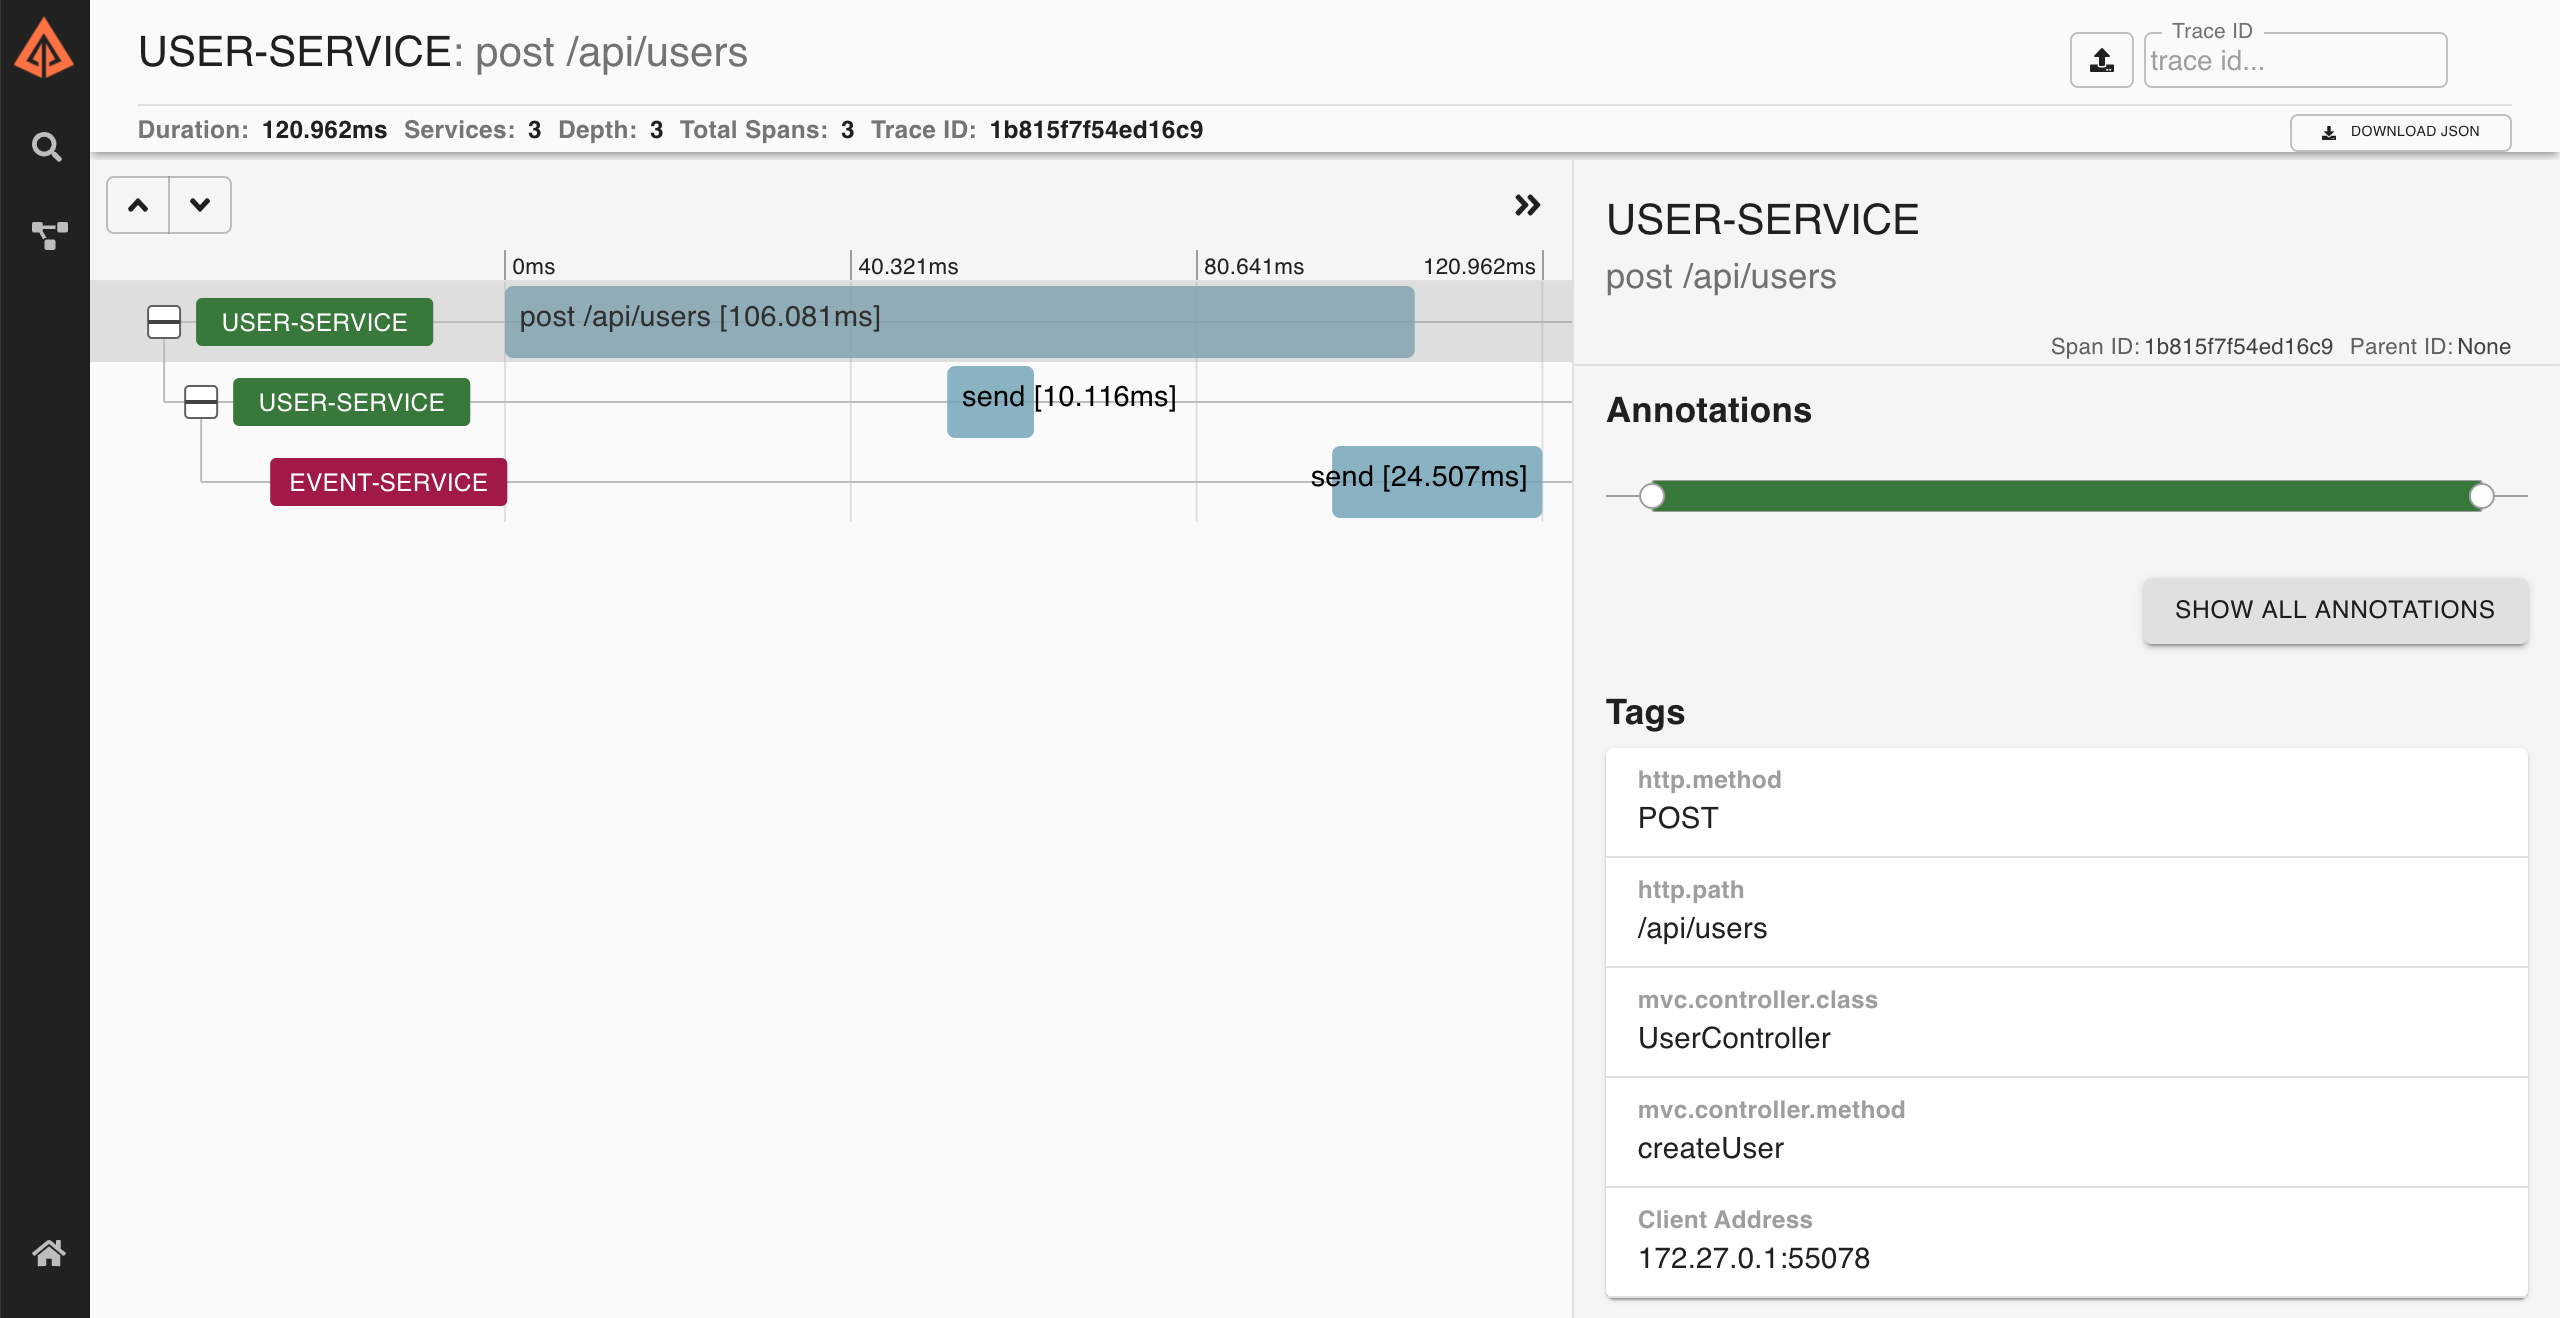 USER-SERVICE: post /api/users
Trace ID
trace id...
Duration: 120.962ms Services: 3 Depth: 3 Total Spans: 3 Trace ID: 1b815f7f54ed16c9
DOWNLOAD JSON
0ms 40.321ms 80.641ms 120.962ms
USER-SERVICE post /api/users [106.081ms]
USER-SERVICE send [10.116ms]
EVENT-SERVICE send [24.507ms]
USER-SERVICE
post /api/users
Span ID: 1b815f7f54ed16c9 Parent ID: None
Annotations
SHOW ALL ANNOTATIONS
Tags
http.method
POST
http.path
/api/users
mvc.controller.class
UserController
mvc.controller.method
createUser
Client Address
172.27.0.1:55078